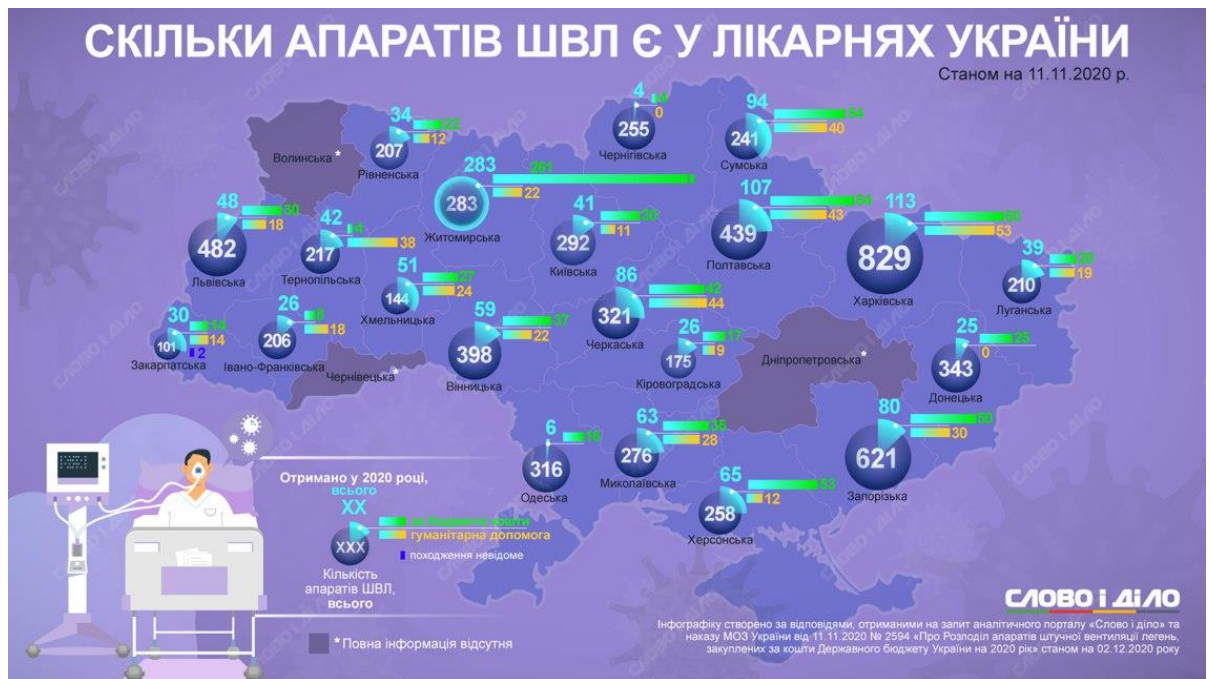 СКІЛЬКИ АПАРАТІВ ШВЛ Є У ЛІКАРНЯХ УКРАЇНИ
Станом на 11.11.2020 р.
Волинська *
34
22
12
207
Рівненська
4
4
0
255
Чернігівська
94
54
40
241
Сумська
283
261
22
283
Житомирська
48
30
18
482
Львівська
42
4
38
217
Тернопільська
41
30
11
292
Київська
107
64
43
439
Полтавська
113
60
53
829
Харківська
39
20
19
210
Луганська
51
27
24
144
Хмельницька
86
42
44
321
Черкаська
30
14
14
2
101
Закарпатська
26
8
18
206
Івано-Франківська
Чернівецька *
59
37
22
398
Вінницька
26
17
9
175
Кіровоградська
Дніпропетровська *
25
25
0
343
Донецька
6
316
Одеська
63
35
28
276
Миколаївська
65
53
12
258
Херсонська
80
50
30
621
Запорізька
Отримано у 2020 році,
всього
XX
XXX
за бюджетні кошти
гуманітарна допомога
походження невідоме
Кількість
апаратів ШВЛ,
всього
* Повна інформація відсутня
СЛОВО і ДіЛО
Інфографіку створено за відповідями, отриманими на запит аналітичного порталу «Слово і діло» та
наказу МОЗ України від 11.11.2020 № 2594 «Про Розподіл апаратів штучної вентиляції легень,
закуплених за кошти Державного бюджету України на 2020 рік» станом на 02.12.2020 року